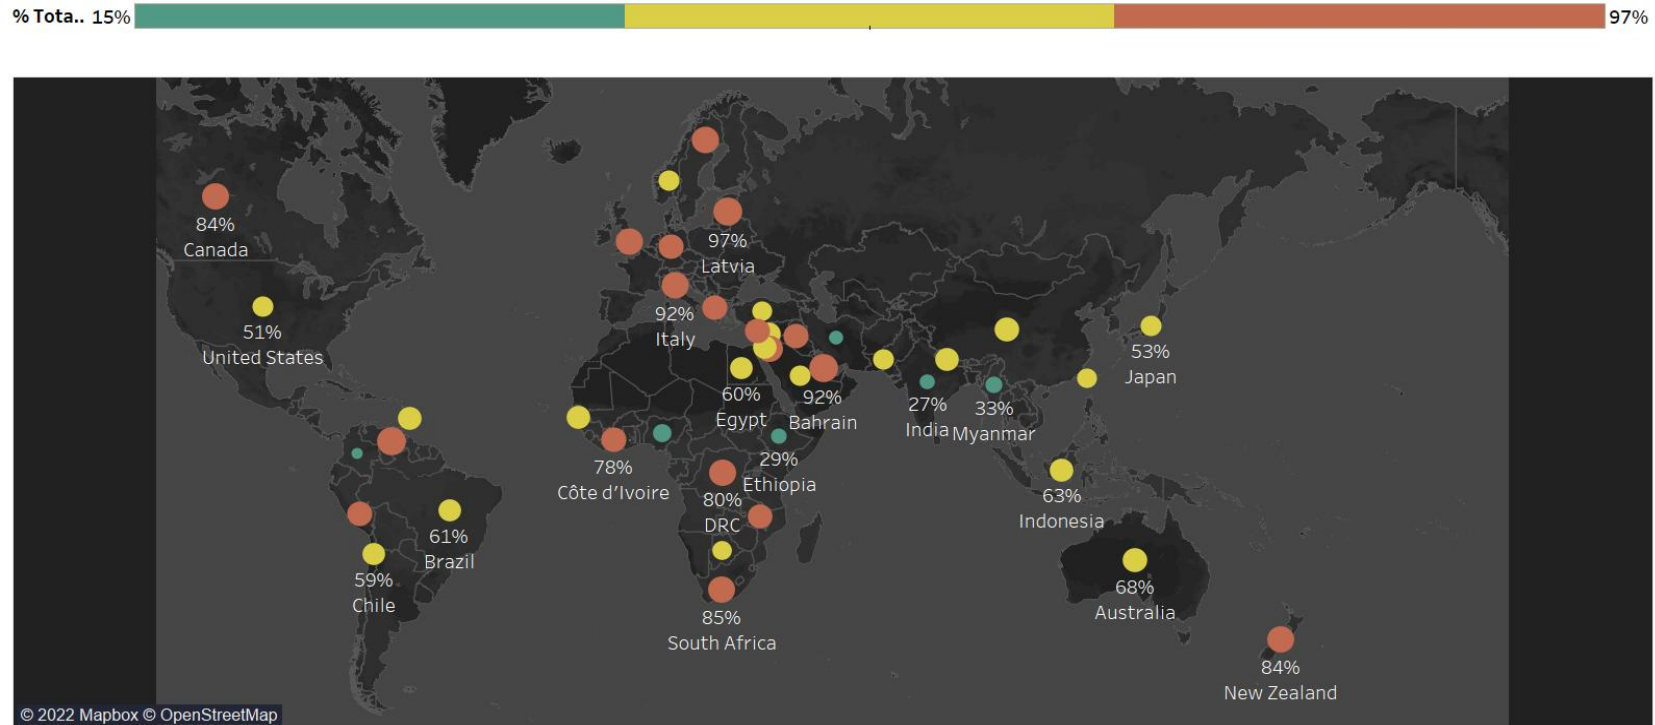 % Tota.. 15%
97%
84%
Canada
51%
United States
97%
Latvia
92%
Italy
60%
Egypt
92%
Bahrain
27%
India
33%
Myanmar
53%
Japan
78%
Côte d'Ivoire
29%
Ethiopia
80%
DRC
63%
Indonesia
61%
Brazil
59%
Chile
68%
Australia
85%
South Africa
84%
New Zealand
© 2022 Mapbox © OpenStreetMap